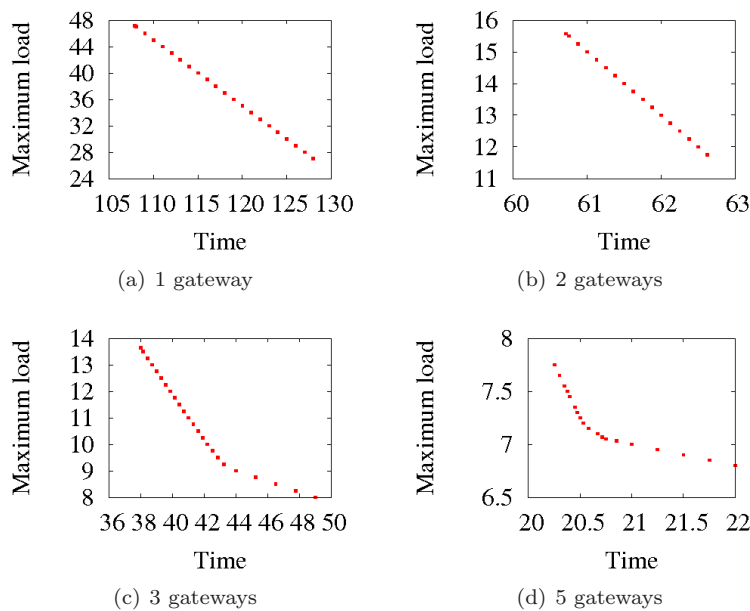 Maximum load
48
44
40
36
32
28
24
105 110 115 120 125 130
Time
(a) 1 gateway
Maximum load
16
15
14
13
12
11
60 61 62 63
Time
(b) 2 gateways
Maximum load
14
13
12
11
10
9
8
36 38 40 42 44 46 48 50
Time
(c) 3 gateways
Maximum load
8
7.5
7
6.5
20 20.5 21 21.5 22
Time
(d) 5 gateways